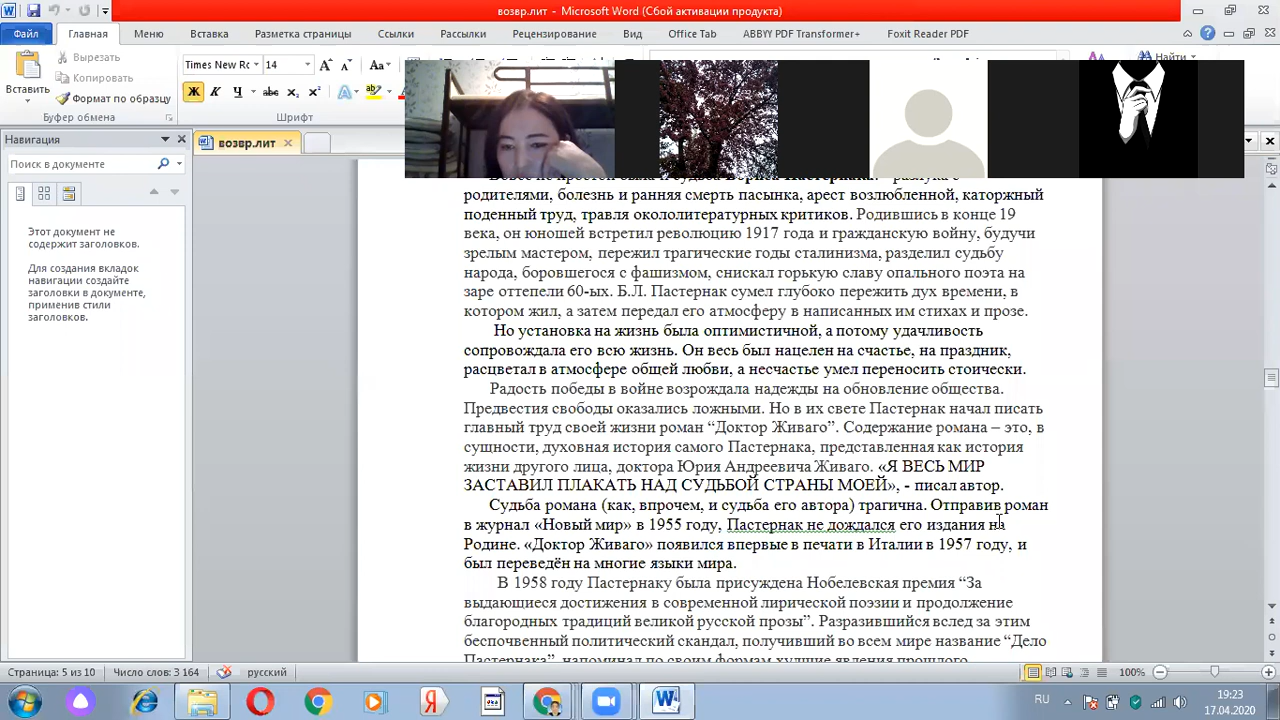 возвр.лит - Microsoft Word (Сбой активации продукта)
Файл Главная Меню Вставка Разметка страницы Ссылки Рассылки Рецензирование Вид Office Tab ABBYY PDF Transformer+ Foxit Reader PDF
Вырезать
Копировать
Формат по образцу
Вставить
Буфер обмена
Times New Rc 14
Aa
Ж К Ч abc x₂ x²
Шрифт
Найти
Навигация
возвр.лит
Поиск в документе
Этот документ не
содержит заголовков.
Для создания вкладок
навигации создайте
заголовки в документе,
применив стили
заголовков.
родителями, болезнь и ранняя смерть пасынка, арест возлюбленной, каторжный
поденный труд, травля окололитературных критиков. Родившись в конце 19
века, он юношей встретил революцию 1917 года и гражданскую войну, будучи
зрелым мастером, пережил трагические годы сталинизма, разделил судьбу
народа, боровшегося с фашизмом, снискал горькую славу опального поэта на
заре оттепели 60-ых. Б.Л. Пастернак сумел глубоко пережить дух времени, в
котором жил, а затем передал его атмосферу в написанных им стихах и прозе.
Но установка на жизнь была оптимистичной, а потому удачливость
сопровождала его всю жизнь. Он весь был нацелен на счастье, на праздник,
расцветал в атмосфере общей любви, а несчастье умел переносить стоически.
Радость победы в войне возрождала надежды на обновление общества.
Предвестия свободы оказались ложными. Но в их свете Пастернак начал писать
главный труд своей жизни роман “Доктор Живаго”. Содержание романа – это, в
сущности, духовная история самого Пастернака, представленная как история
жизни другого лица, доктора Юрия Андреевича Живаго. «Я ВЕСЬ МИР
ЗАСТАВИЛ ПЛАКАТЬ НАД СУДЬБОЙ СТРАНЫ МОЕЙ», - писал автор.
Судьба романа (как, впрочем, и судьба его автора) трагична. Отправив роман
в журнал «Новый мир» в 1955 году, Пастернак не дождался его издания на
Родине. «Доктор Живаго» появился впервые в печати в Италии в 1957 году, и
был переведён на многие языки мира.
В 1958 году Пастернаку была присуждена Нобелевская премия “За
выдающиеся достижения в современной лирической поэзии и продолжение
благородных традиций великой русской прозы”. Разразившийся вслед за этим
беспочвенный политический скандал, получивший во всем мире название “Дело
Пастернака”, напоминал по своим формам худшие явления прошлого.
Страница: 5 из 10 Число слов: 3 164 русский 100%
RU 19:23
17.04.2020